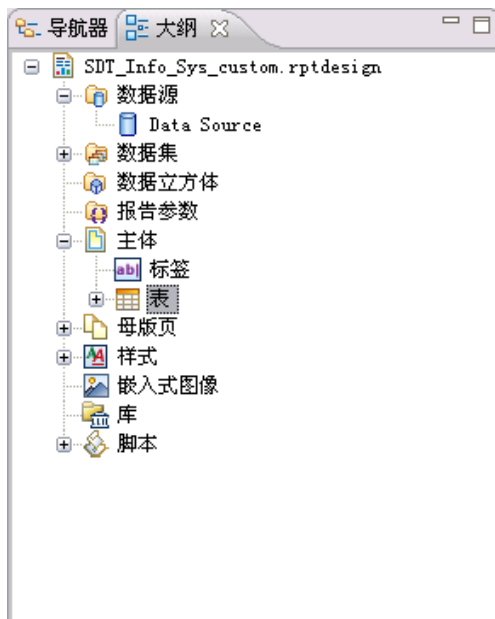 导航器 大纲
SDT_Info_Sys_custom.rptdesign
数据源
Data Source
数据集
数据立方体
报告参数
主体
ab 标签
表
母版页
样式
嵌入式图像
库
脚本